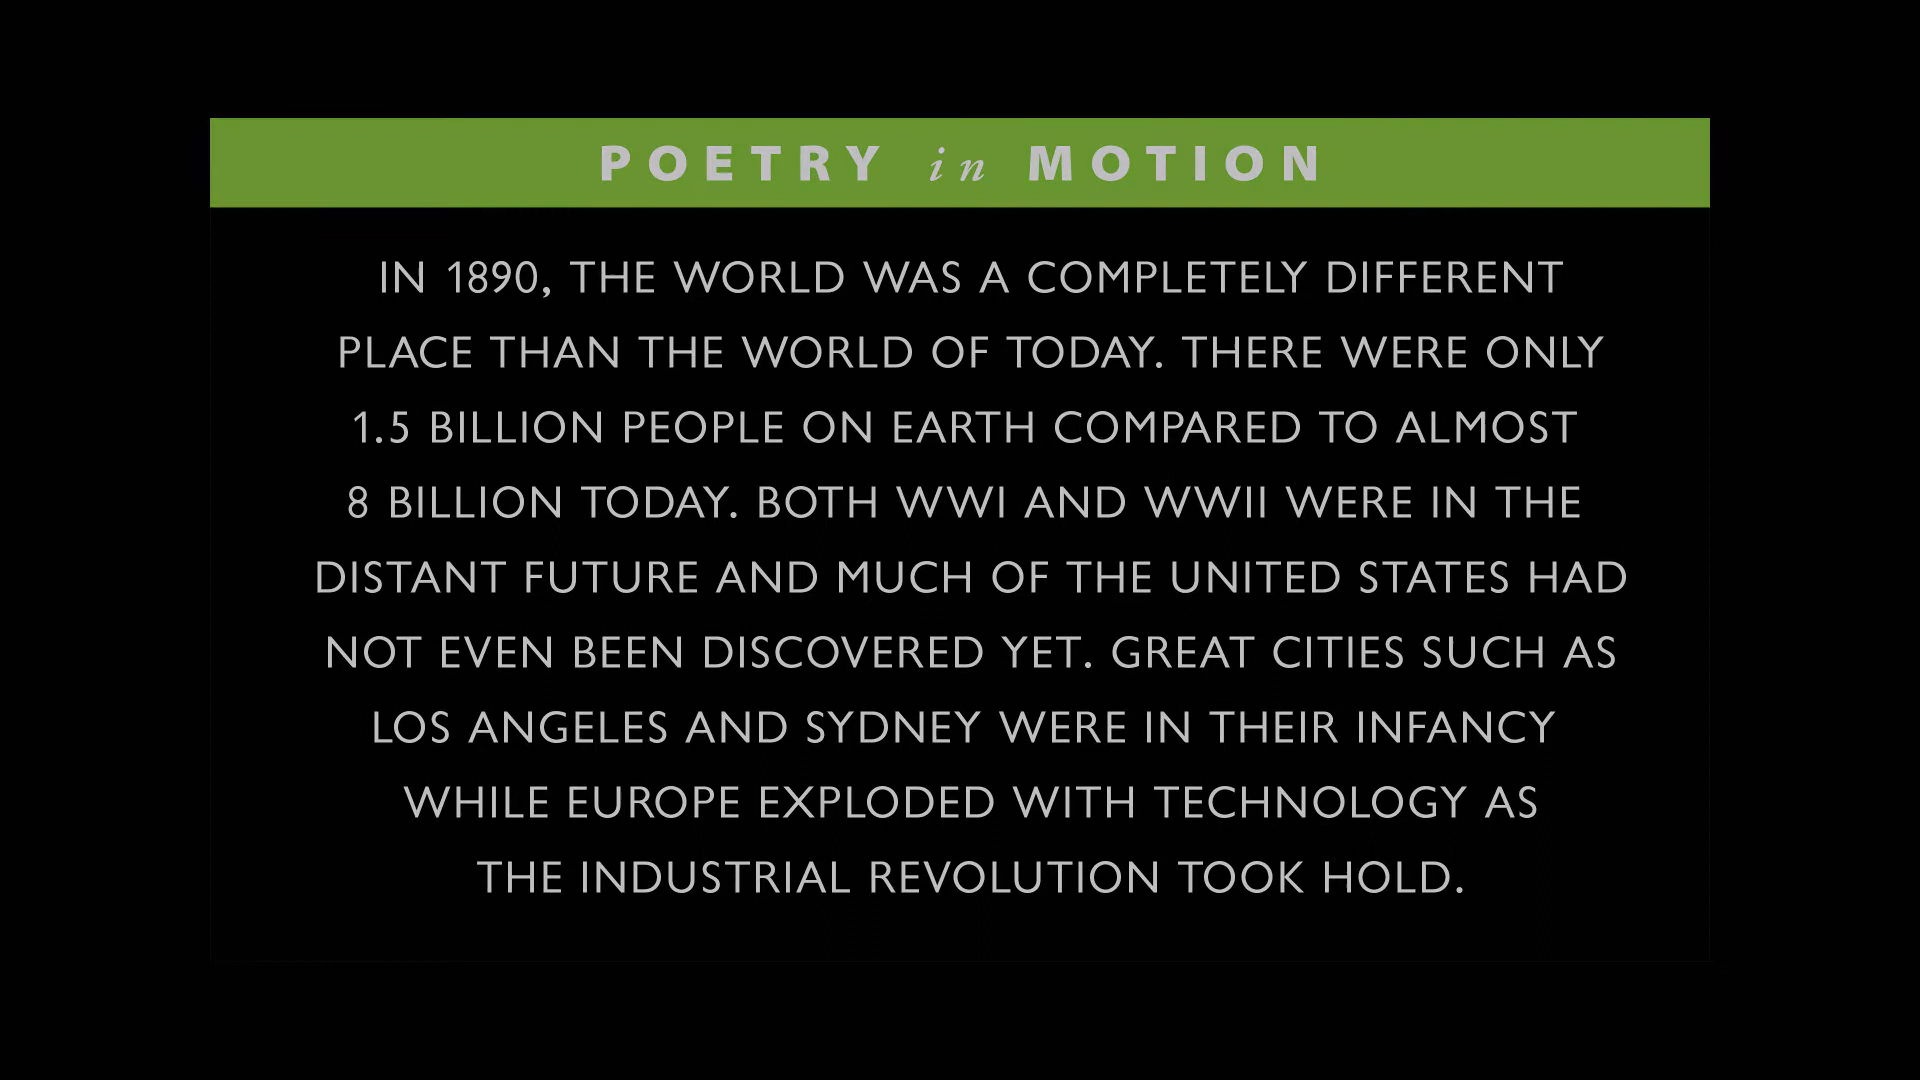 POETRY in MOTION
IN 1890, THE WORLD WAS A COMPLETELY DIFFERENT
PLACE THAN THE WORLD OF TODAY. THERE WERE ONLY
1.5 BILLION PEOPLE ON EARTH COMPARED TO ALMOST
8 BILLION TODAY. BOTH WWI AND WWII WERE IN THE
DISTANT FUTURE AND MUCH OF THE UNITED STATES HAD
NOT EVEN BEEN DISCOVERED YET. GREAT CITIES SUCH AS
LOS ANGELES AND SYDNEY WERE IN THEIR INFANCY
WHILE EUROPE EXPLODED WITH TECHNOLOGY AS
THE INDUSTRIAL REVOLUTION TOOK HOLD.